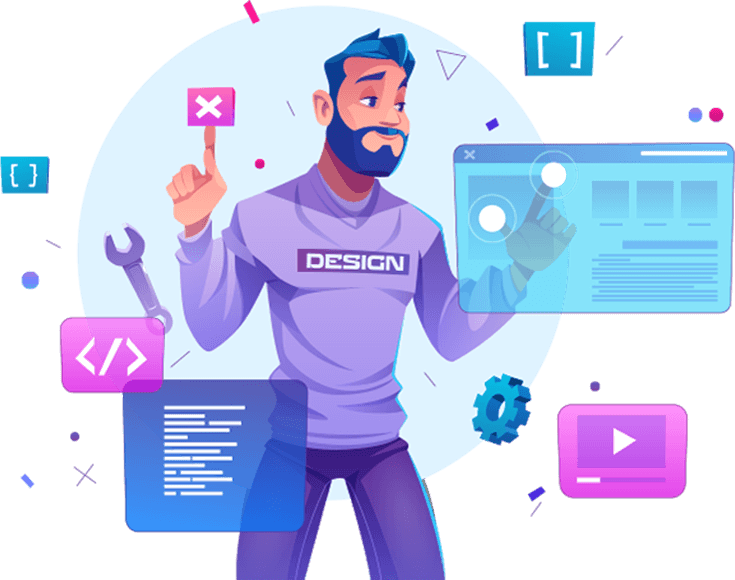 [ ]
{ }
DESIGN
</>